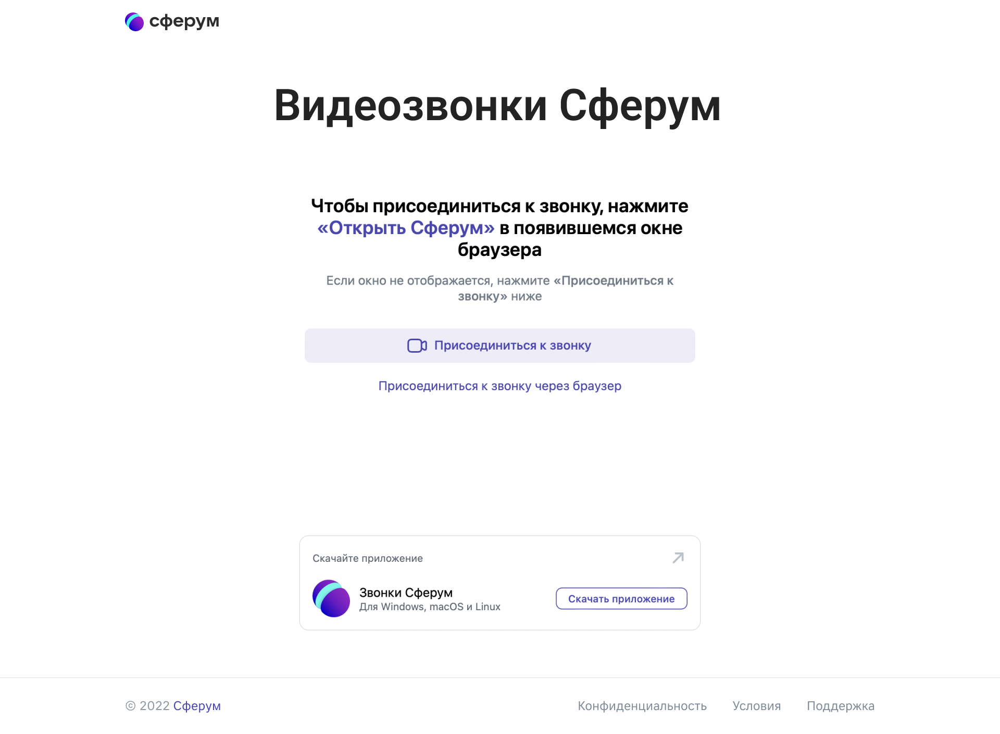 сферум
Видеозвонки Сферум
Чтобы присоединиться к звонку, нажмите
«Открыть Сферум» в появившемся окне
браузера
Если окно не отображается, нажмите «Присоединиться к
звонку» ниже
Присоединиться к звонку
Присоединиться к звонку через браузер
Скачайте приложение
Звонки Сферум
Для Windows, macOS и Linux
Скачать приложение
© 2022 Сферум
Конфиденциальность
Условия
Поддержка